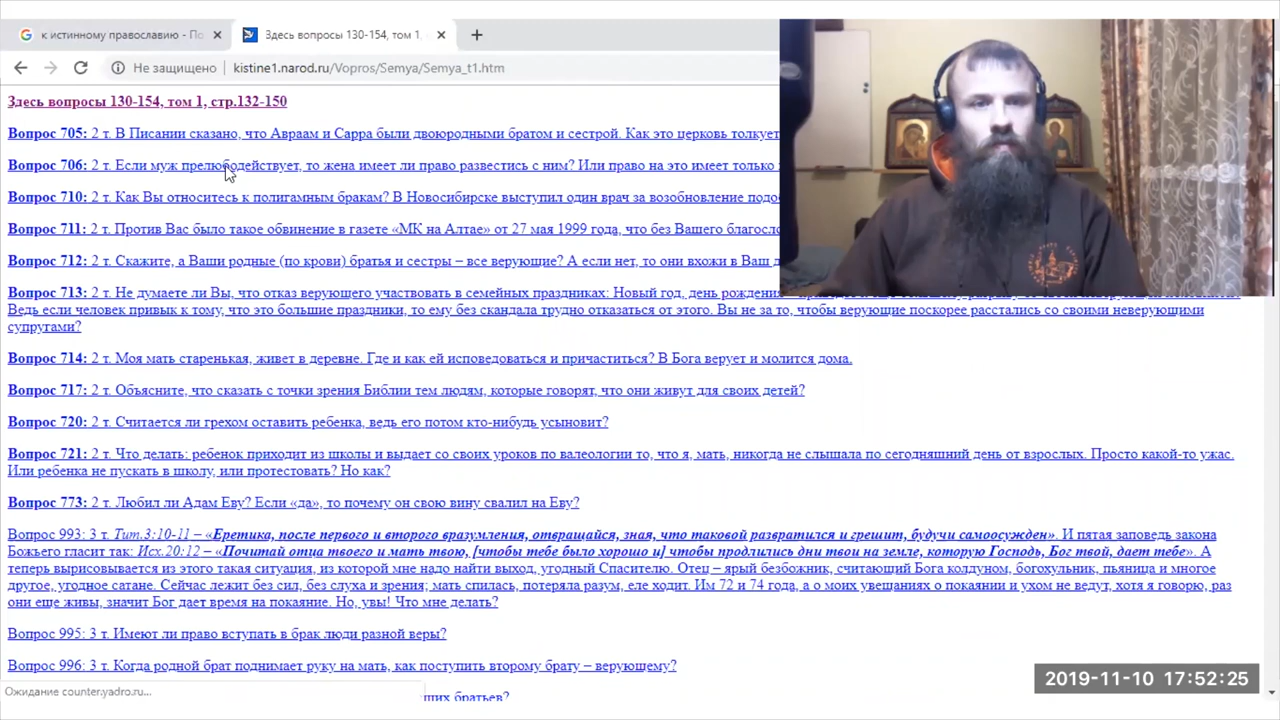 к истинному православию - По
Здесь вопросы 130-154, том 1,
Не защищено
kistine1.narod.ru/Vopros/Semya/Semya_t1.htm
Здесь вопросы 130-154, том 1, стр.132-150
Вопрос 705: 2 т. В Писании сказано, что Авраам и Сарра были двоюродными братом и сестрой. Как это церковь толкует
Вопрос 706: 2 т. Если муж прелюбодействует, то жена имеет ли право развестись с ним? Или право на это имеет только
Вопрос 710: 2 т. Как Вы относитесь к полигамным бракам? В Новосибирске выступил один врач за возобновление подо
Вопрос 711: 2 т. Против Вас было такое обвинение в газете «МК на Алтае» от 27 мая 1999 года, что без Вашего благосло
Вопрос 712: 2 т. Скажите, а Ваши родные (по крови) братья и сестры – все верующие? А если нет, то они вхожи в Ваш д
Вопрос 713: 2 т. Не думаете ли Вы, что отказ верующего участвовать в семейных праздниках: Новый год, день рождения
Ведь если человек привык к тому, что это большие праздники, то ему без скандала трудно отказаться от этого. Вы не за то, чтобы верующие поскорее расстались со своими неверующими
супругами?
Вопрос 714: 2 т. Моя мать старенькая, живет в деревне. Где и как ей исповедоваться и причаститься? В Бога верует и молится дома.
Вопрос 717: 2 т. Объясните, что сказать с точки зрения Библии тем людям, которые говорят, что они живут для своих детей?
Вопрос 720: 2 т. Считается ли грехом оставить ребенка, ведь его потом кто-нибудь усыновит?
Вопрос 721: 2 т. Что делать: ребенок приходит из школы и выдает со своих уроков по валеологии то, что я, мать, никогда не слышала по сегодняшний день от взрослых. Просто какой-то ужас.
Или ребенка не пускать в школу, или протестовать? Но как?
Вопрос 773: 2 т. Любил ли Адам Еву? Если «да», то почему он свою вину свалил на Еву?
Вопрос 993: 3 т. Тит.3:10-11 – «Еретика, после первого и второго вразумления, отвращайся, зная, что таковой развратился и грешит, будучи самоосужден». И пятая заповедь закона
Божьего гласит так: Исх.20:12 – «Почитай отца твоего и мать твою, [чтобы тебе было хорошо и] чтобы продлились дни твои на земле, которую Господь, Бог твой, дает тебе». А
теперь вырисовывается из этого такая ситуация, из которой мне надо найти выход, угодный Спасителю. Отец – ярый безбожник, считающий Бога колдуном, богохульник, пьяница и многое
другое, угодное сатане. Сейчас лежит без сил, без слуха и зрения; мать спилась, потеряла разум, еле ходит. Им 72 и 74 года, а о моих увещаниях о покаянии и ухом не ведут, хотя я говорю, раз
они еще живы, значит Бог дает время на покаяние. Но, увы! Что мне делать?
Вопрос 995: 3 т. Имеют ли право вступать в брак люди разной веры?
Вопрос 996: 3 т. Когда родной брат поднимает руку на мать, как поступить второму брату – верующему?
2019-11-10 17:52:25
Ожидание counter.yadro.ru...
ших братьев?